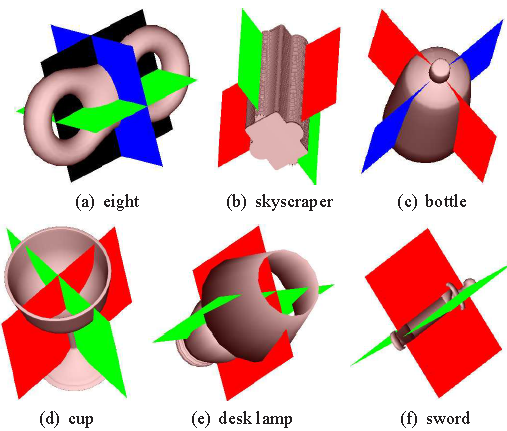 (a) eight
(b) skyscraper
(c) bottle
(d) cup
(e) desk lamp
(f) sword